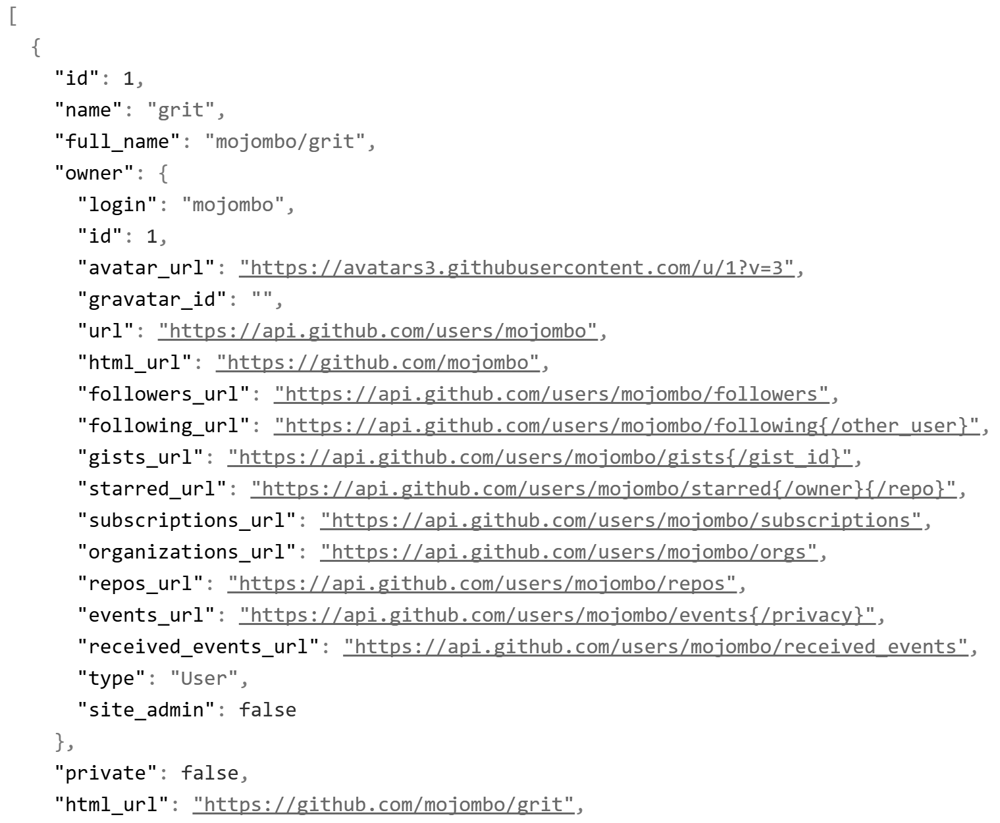 [
  {
    "id": 1,
    "name": "grit",
    "full_name": "mojombo/grit",
    "owner": {
      "login": "mojombo",
      "id": 1,
      "avatar_url": "https://avatars3.githubusercontent.com/u/1?v=3",
      "gravatar_id": "",
      "url": "https://api.github.com/users/mojombo",
      "html_url": "https://github.com/mojombo",
      "followers_url": "https://api.github.com/users/mojombo/followers",
      "following_url": "https://api.github.com/users/mojombo/following{/other_user}",
      "gists_url": "https://api.github.com/users/mojombo/gists{/gist_id}",
      "starred_url": "https://api.github.com/users/mojombo/starred{/owner}{/repo}",
      "subscriptions_url": "https://api.github.com/users/mojombo/subscriptions",
      "organizations_url": "https://api.github.com/users/mojombo/orgs",
      "repos_url": "https://api.github.com/users/mojombo/repos",
      "events_url": "https://api.github.com/users/mojombo/events{/privacy}",
      "received_events_url": "https://api.github.com/users/mojombo/received_events",
      "type": "User",
      "site_admin": false
    },
    "private": false,
    "html_url": "https://github.com/mojombo/grit",